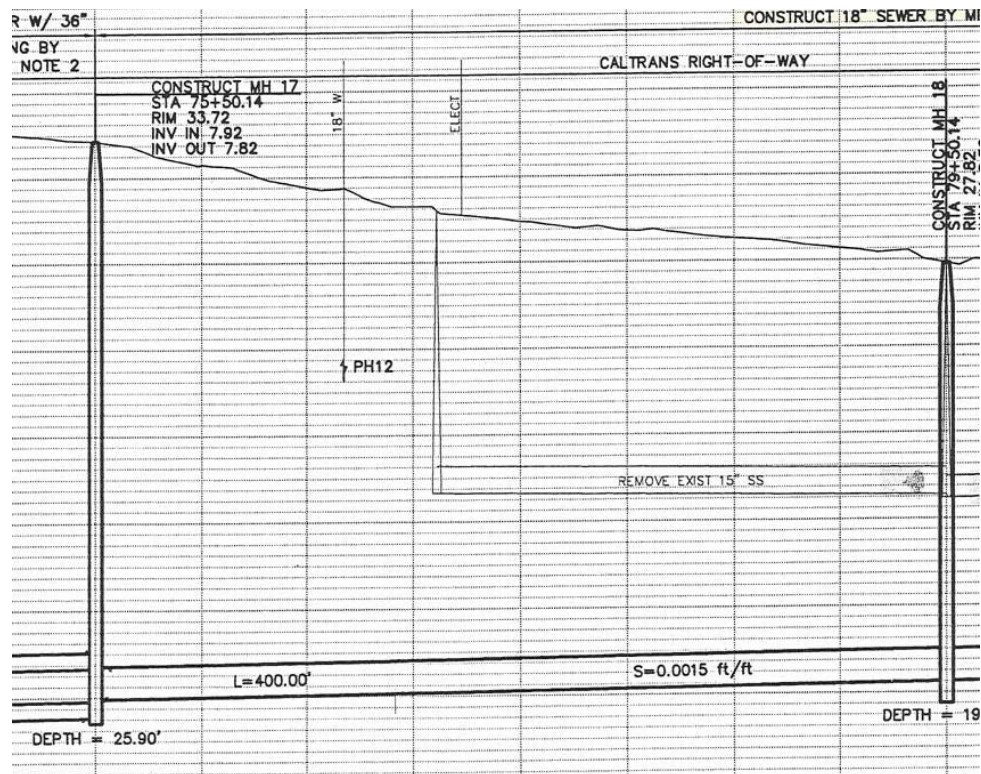 R W/ 36"
CONSTRUCT 18" SEWER BY MI
NG BY
NOTE 2
CALTRANS RIGHT-OF-WAY
CONSTRUCT MH 17
STA 75+50.14
RIM 33.72
INV IN 7.92
INV OUT 7.82
18" W
ELECT
CONSTRUCT MH 18
STA 79+50.14
RIM 27.82
PH12
REMOVE EXIST 15" SS
L=400.00'
S=0.0015 ft/ft
DEPTH = 25.90'
DEPTH = 19